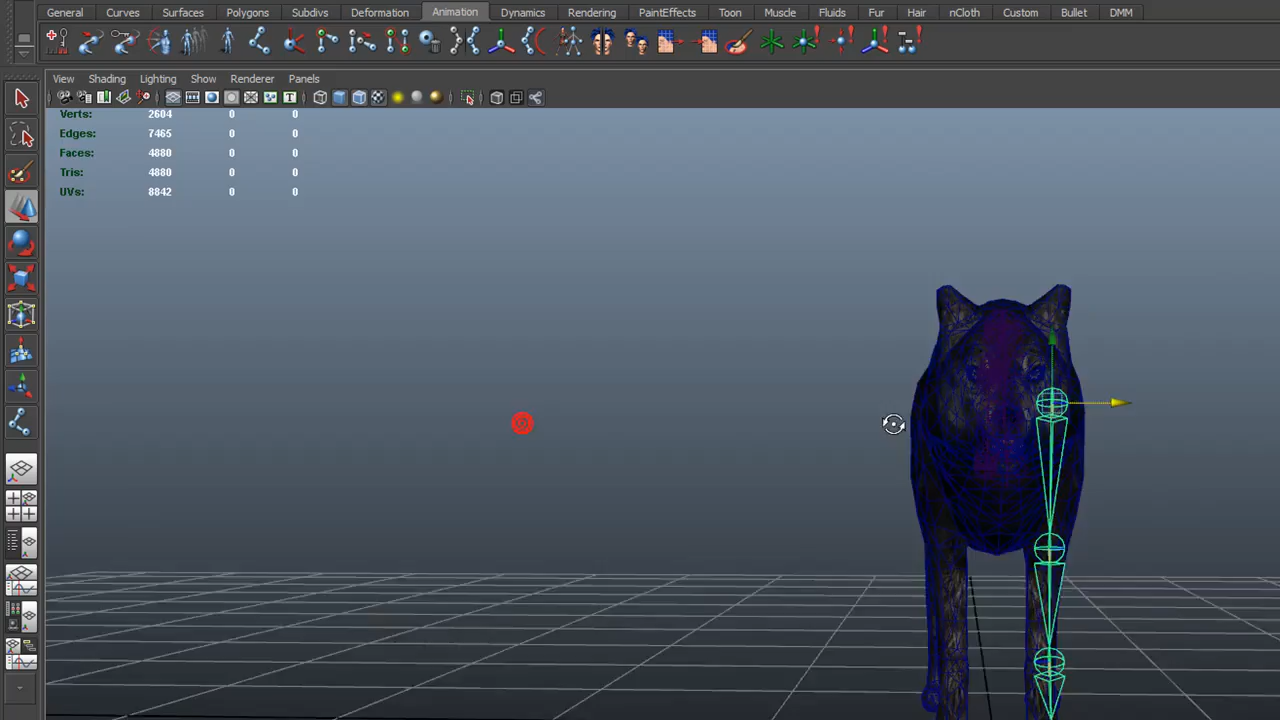 General Curves Surfaces Polygons Subdivs Deformation Animation Dynamics Rendering PaintEffects Toon Muscle Fluids Fur Hair nCloth Custom Bullet DMM
View Shading Lighting Show Renderer Panels
Verts: 2604 0 0
Edges: 7465 0 0
Faces: 4880 0 0
Tris: 4880 0 0
UVs: 8842 0 0